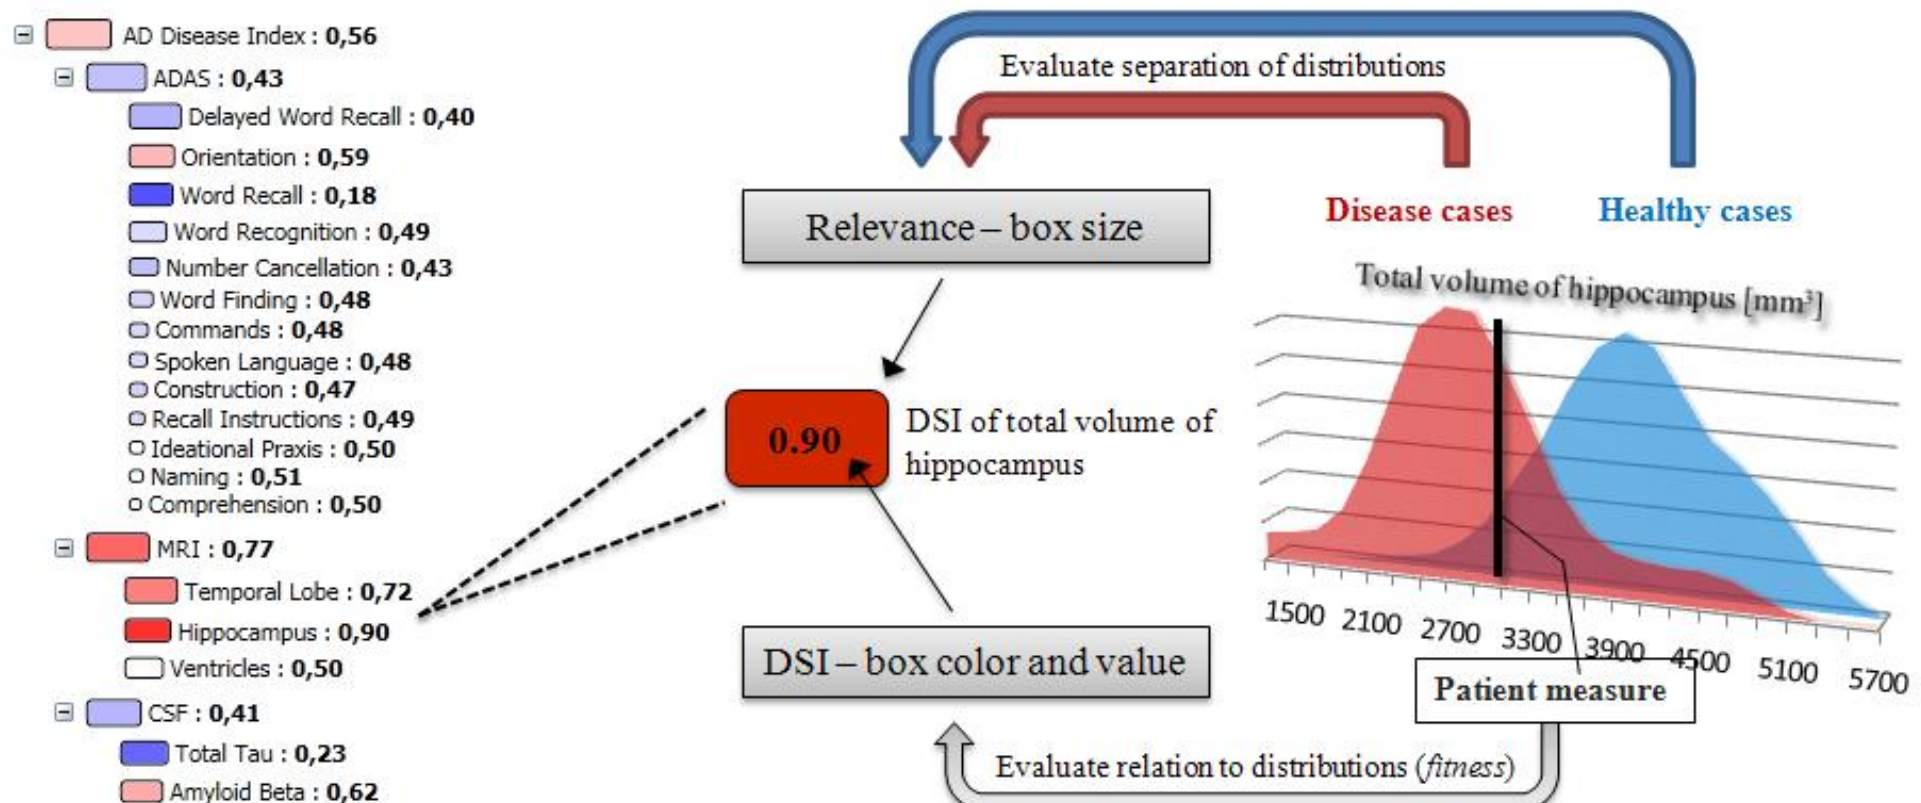 AD Disease Index : 0,56
ADAS : 0,43
Delayed Word Recall : 0,40
Orientation : 0,59
Word Recall : 0,18
Word Recognition : 0,49
Number Cancellation : 0,43
Word Finding : 0,48
Commands : 0,48
Spoken Language : 0,48
Construction : 0,47
Recall Instructions : 0,49
Ideational Praxis : 0,50
Naming : 0,51
Comprehension : 0,50
MRI : 0,77
Temporal Lobe : 0,72
Hippocampus : 0,90
Ventricles : 0,50
CSF : 0,41
Total Tau : 0,23
Amyloid Beta : 0,62
Evaluate separation of distributions
Relevance – box size
0.90
DSI of total volume of
hippocampus
DSI – box color and value
Evaluate relation to distributions (fitness)
Disease cases
Healthy cases
Total volume of hippocampus [mm³]
1500 2100 2700 3300 3900 4500 5100 5700
Patient measure